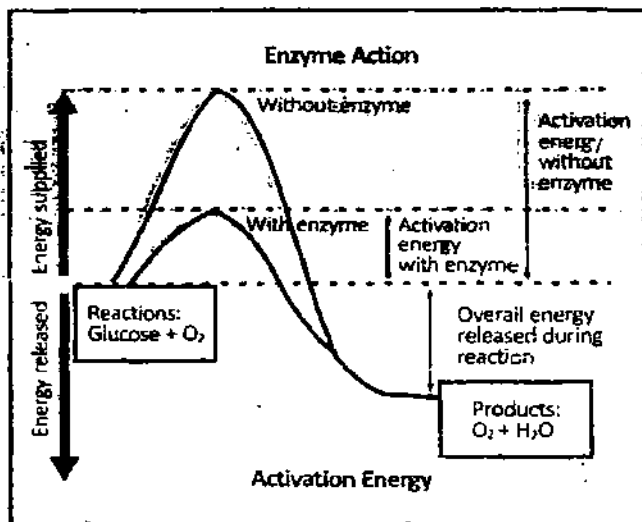 Enzyme Action
Without enzyme
Activation
energy
without
enzyme
Energy supplied
With enzyme
Activation
energy
with enzyme
Reactions:
Glucose + O₂
Energy released
Overall energy
released during
reaction
Products:
O₂ + H₂O
Activation Energy